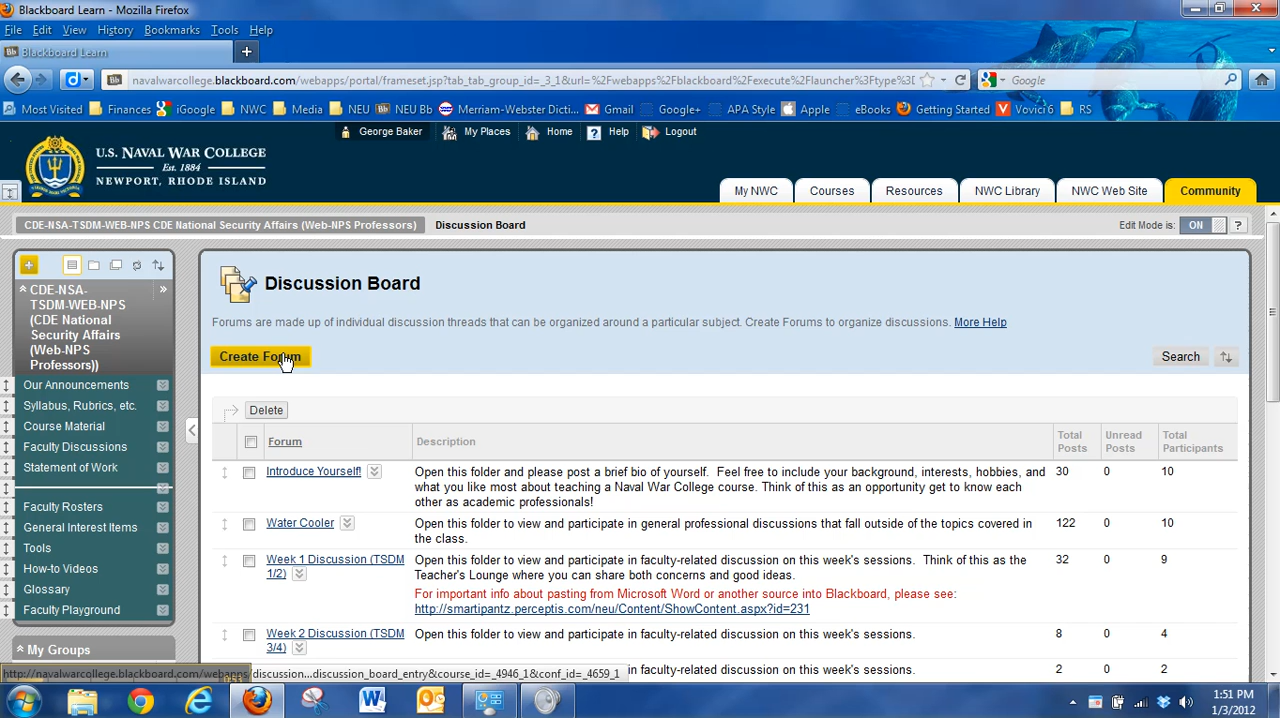 Blackboard Learn - Mozilla Firefox
File Edit View History Bookmarks Tools Help
Blackboard Learn
navalwarcollege.blackboard.com/webapps/portal/frameset.jsp?tab_tab_group_id=_3_1&url=%2Fwebapps%2Fblackboard%2Fexecute%2Flauncher%3Ftype%3D Google
Most Visited Finances iGoogle NWC Media NEU NEU Bb Merriam-Webster Dicti... Gmail Google+ APA Style Apple eBooks Getting Started Vovici 6 RS
George Baker My Places Home Help Logout
U.S. NAVAL WAR COLLEGE
Est. 1884
NEWPORT, RHODE ISLAND
My NWC Courses Resources NWC Library NWC Web Site Community
CDE-NSA-TSDM-WEB-NPS CDE National Security Affairs (Web-NPS Professors) Discussion Board Edit Mode is: ON ?
CDE-NSA-
TSDM-WEB-NPS
(CDE National
Security Affairs
(Web-NPS
Professors))
Our Announcements
Syllabus, Rubrics, etc.
Course Material
Faculty Discussions
Statement of Work
Faculty Rosters
General Interest Items
Tools
How-to Videos
Glossary
Faculty Playground
My Groups
Discussion Board
Forums are made up of individual discussion threads that can be organized around a particular subject. Create Forums to organize discussions. More Help
Create Forum Search
Delete
Forum Description Total Posts Unread Posts Total Participants
Introduce Yourself! Open this folder and please post a brief bio of yourself. Feel free to include your background, interests, hobbies, and 30 0 10
what you like most about teaching a Naval War College course. Think of this as an opportunity get to know each
other as academic professionals!
Water Cooler Open this folder to view and participate in general professional discussions that fall outside of the topics covered in 122 0 10
the class.
Week 1 Discussion (TSDM Open this folder to view and participate in faculty-related discussion on this week's sessions. Think of this as the 32 0 9
1/2) Teacher's Lounge where you can share both concerns and good ideas.
For important info about pasting from Microsoft Word or another source into Blackboard, please see:
http://smartipantz.perceptis.com/neu/Content/ShowContent.aspx?id=231
Week 2 Discussion (TSDM Open this folder to view and participate in faculty-related discussion on this week's sessions. 8 0 4
3/4)
in faculty-related discussion on this week's sessions. 2 0 2
http://navalwarcollege.blackboard.com/webapps/discussion...discussion_board_entry&course_id=_4946_1&conf_id=_4659_1
1:51 PM
1/3/2012